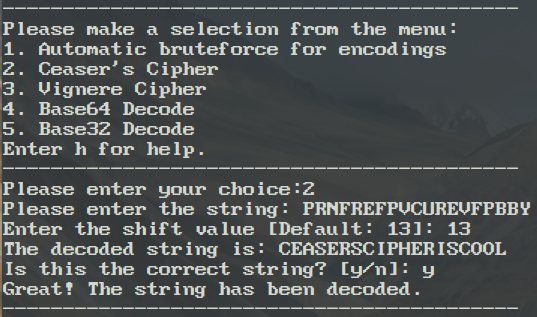 ------------------------------------------------------
Please make a selection from the menu:
1. Automatic bruteforce for encodings
2. Ceaser's Cipher
3. Vignere Cipher
4. Base64 Decode
5. Base32 Decode
Enter h for help.
------------------------------------------------------
Please enter your choice:2
Please enter the string: PRNFREFPVCUREVFPBBY
Enter the shift value [Default: 13]: 13
The decoded string is: CEASERSCIPHERISCOOL
Is this the correct string? [y/n]: y
Great! The string has been decoded.
------------------------------------------------------